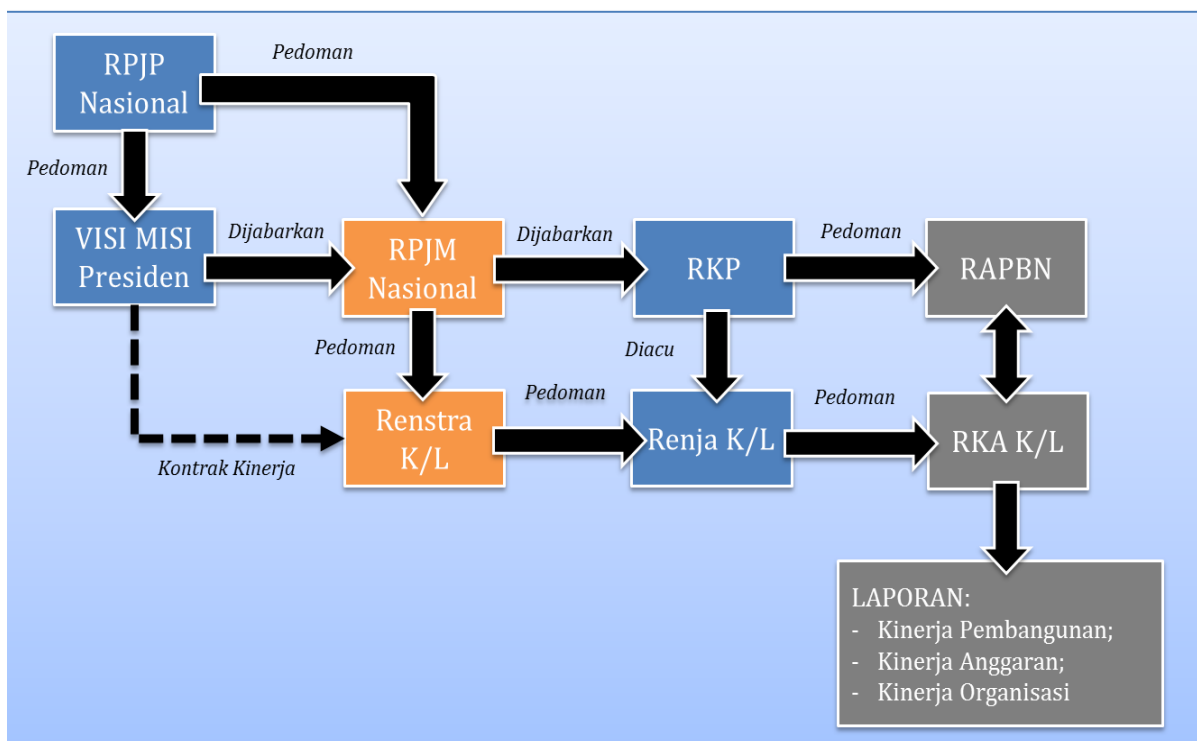 RPJP
Nasional
Pedoman
Pedoman
VISI MISI
Presiden
Dijabarkan
RPJM
Nasional
Dijabarkan
RKP
Pedoman
RAPBN
Pedoman
Diacu
Kontrak Kinerja
Renstra
K/L
Pedoman
Renja K/L
Pedoman
RKA K/L
LAPORAN:
- Kinerja Pembangunan;
- Kinerja Anggaran;
- Kinerja Organisasi